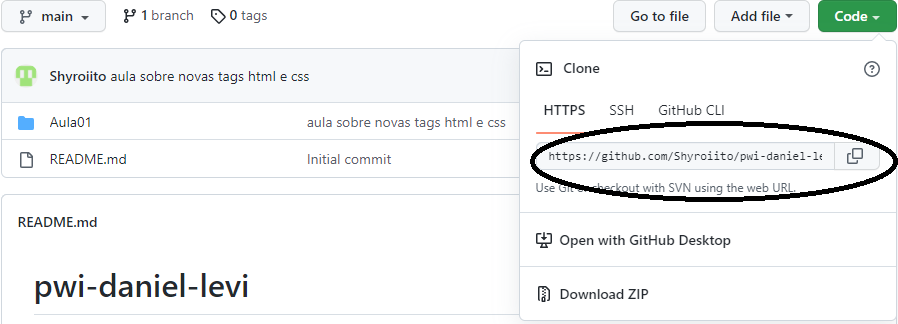 main 1 branch 0 tags Go to file Add file Code
Clone
Shyroiito aula sobre novas tags html e css
HTTPS SSH GitHub CLI
Aula01 aula sobre novas tags html e css
https://github.com/Shyroiito/pwi-daniel-le
README.md Initial commit
Use Git or checkout with SVN using the web URL.
README.md
Open with GitHub Desktop
pwi-daniel-levi
Download ZIP